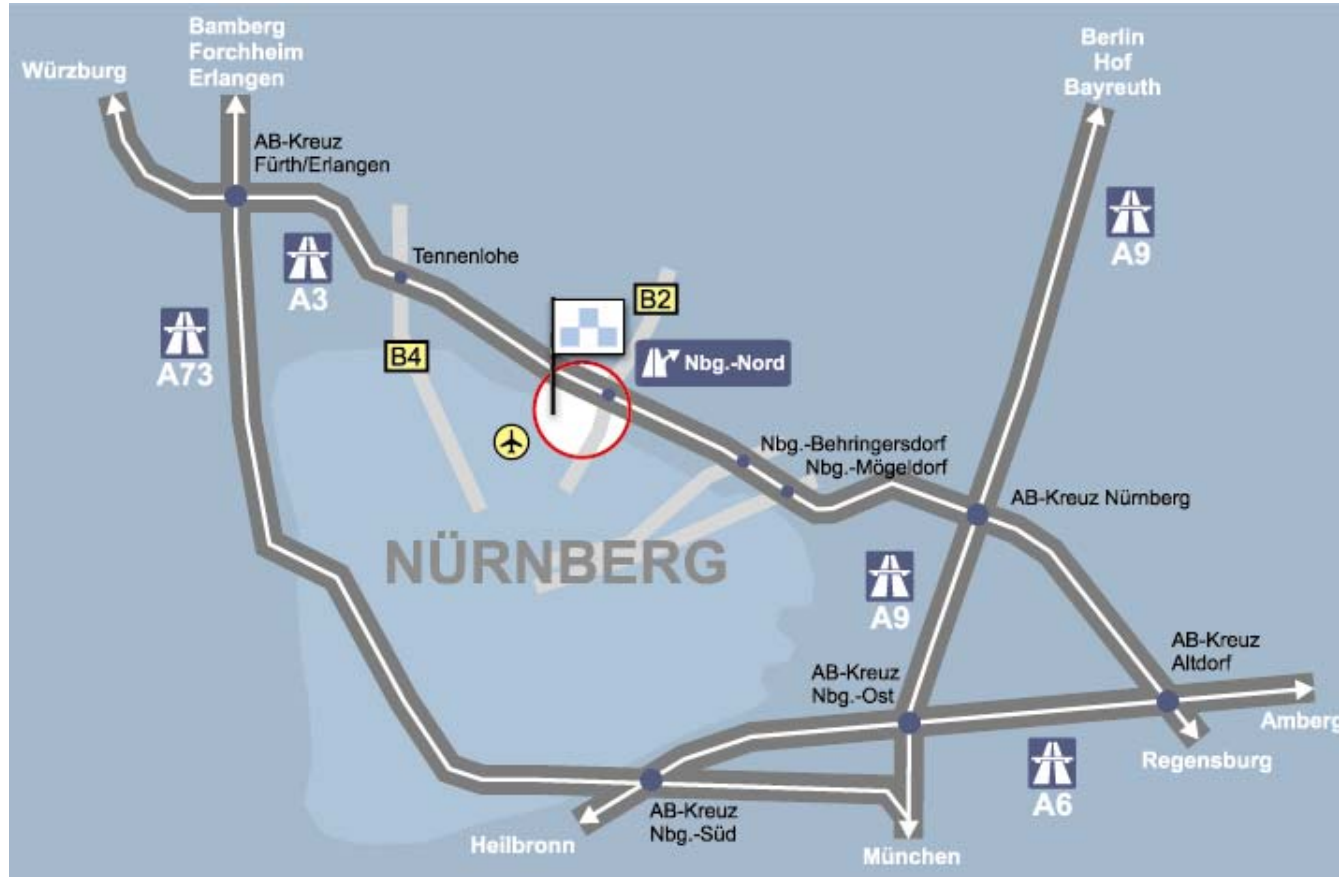 Bamberg
Forchheim
Erlangen
Würzburg
Berlin
Hof
Bayreuth
AB-Kreuz
Fürth/Erlangen
A9
Tennenlohe
A3
B2
A73
B4
Nbg.-Nord
Nbg.-Behringersdorf
Nbg.-Mögeldorf
AB-Kreuz Nürnberg
NÜRNBERG
A9
AB-Kreuz
Altdorf
AB-Kreuz
Nbg.-Ost
Amberg
Regensburg
A6
AB-Kreuz
Nbg.-Süd
Heilbronn
München